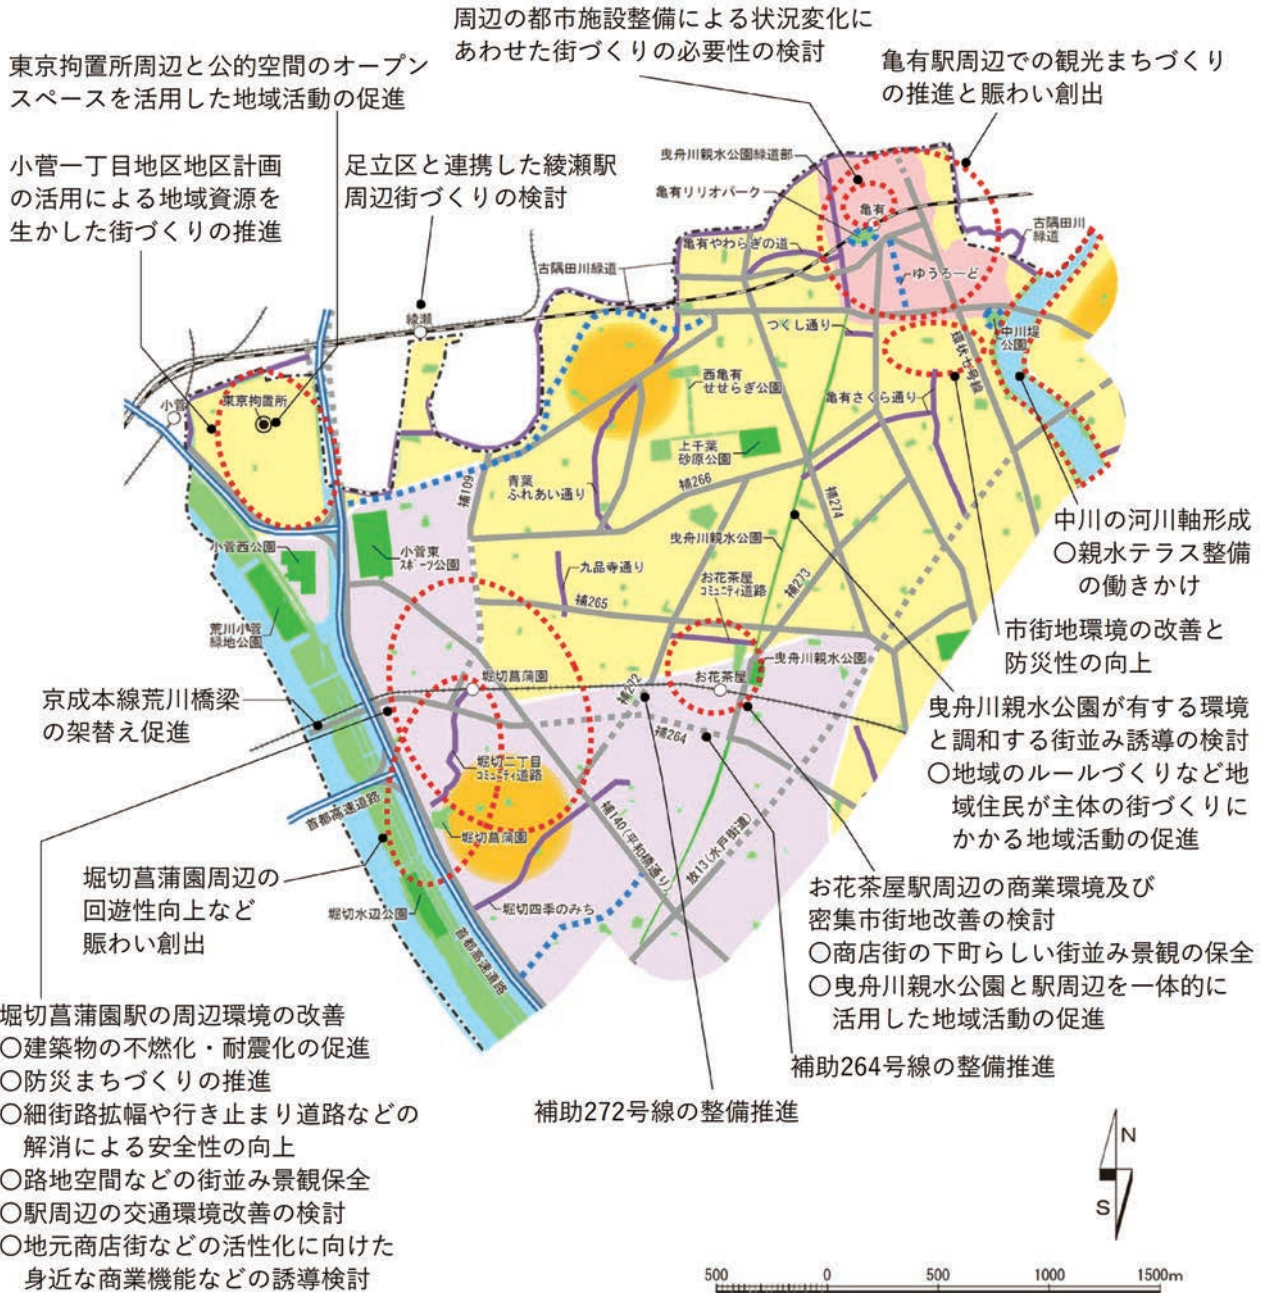 周辺の都市施設整備による状況変化に
あわせた街づくりの必要性の検討
東京拘置所周辺と公的空間のオープン
スペースを活用した地域活動の促進
亀有駅周辺での観光まちづくり
の推進と賑わい創出
小菅一丁目地区地区計画
の活用による地域資源を
生かした街づくりの推進
足立区と連携した綾瀬駅
周辺街づくりの検討
曳舟川親水公園緑道部
亀有リリオパーク
亀有
古隅田川
緑道
亀有やわらぎの道
古隅田川緑道
ゆうろーど
綾瀬
つくし通り
中川堤
公園
環状七号線
小菅
東京拘置所
西亀有
せせらぎ公園
亀有さくら通り
上千葉
砂原公園
補109
青葉
ふれあい通り
補266
補274
小菅西公園
小菅東
スポーツ公園
曳舟川親水公園
九品寺通り
お花茶屋
コミュニティ道路
補273
補265
荒川小菅
緑地公園
曳舟川親水公園
堀切菖蒲園
お花茶屋
補272
補264
堀切二丁目
コミュニティ道路
首都高速道路
堀切菖蒲園
補140(平和橋通り)
放13(水戸街道)
堀切水辺公園
堀切四季のみち
首都高速道路
中川の河川軸形成
○親水テラス整備
の働きかけ
市街地環境の改善と
防災性の向上
曳舟川親水公園が有する環境
と調和する街並み誘導の検討
○地域のルールづくりなど地
域住民が主体の街づくりに
かかる地域活動の促進
京成本線荒川橋梁
の架替え促進
堀切菖蒲園周辺の
回遊性向上など
賑わい創出
お花茶屋駅周辺の商業環境及び
密集市街地改善の検討
○商店街の下町らしい街並み景観の保全
○曳舟川親水公園と駅周辺を一体的に
活用した地域活動の促進
堀切菖蒲園駅の周辺環境の改善
○建築物の不燃化・耐震化の促進
○防災まちづくりの推進
○細街路拡幅や行き止まり道路などの
解消による安全性の向上
○路地空間などの街並み景観保全
○駅周辺の交通環境改善の検討
○地元商店街などの活性化に向けた
身近な商業機能などの誘導検討
補助264号線の整備推進
補助272号線の整備推進
N
S
500 0 500 1000 1500m